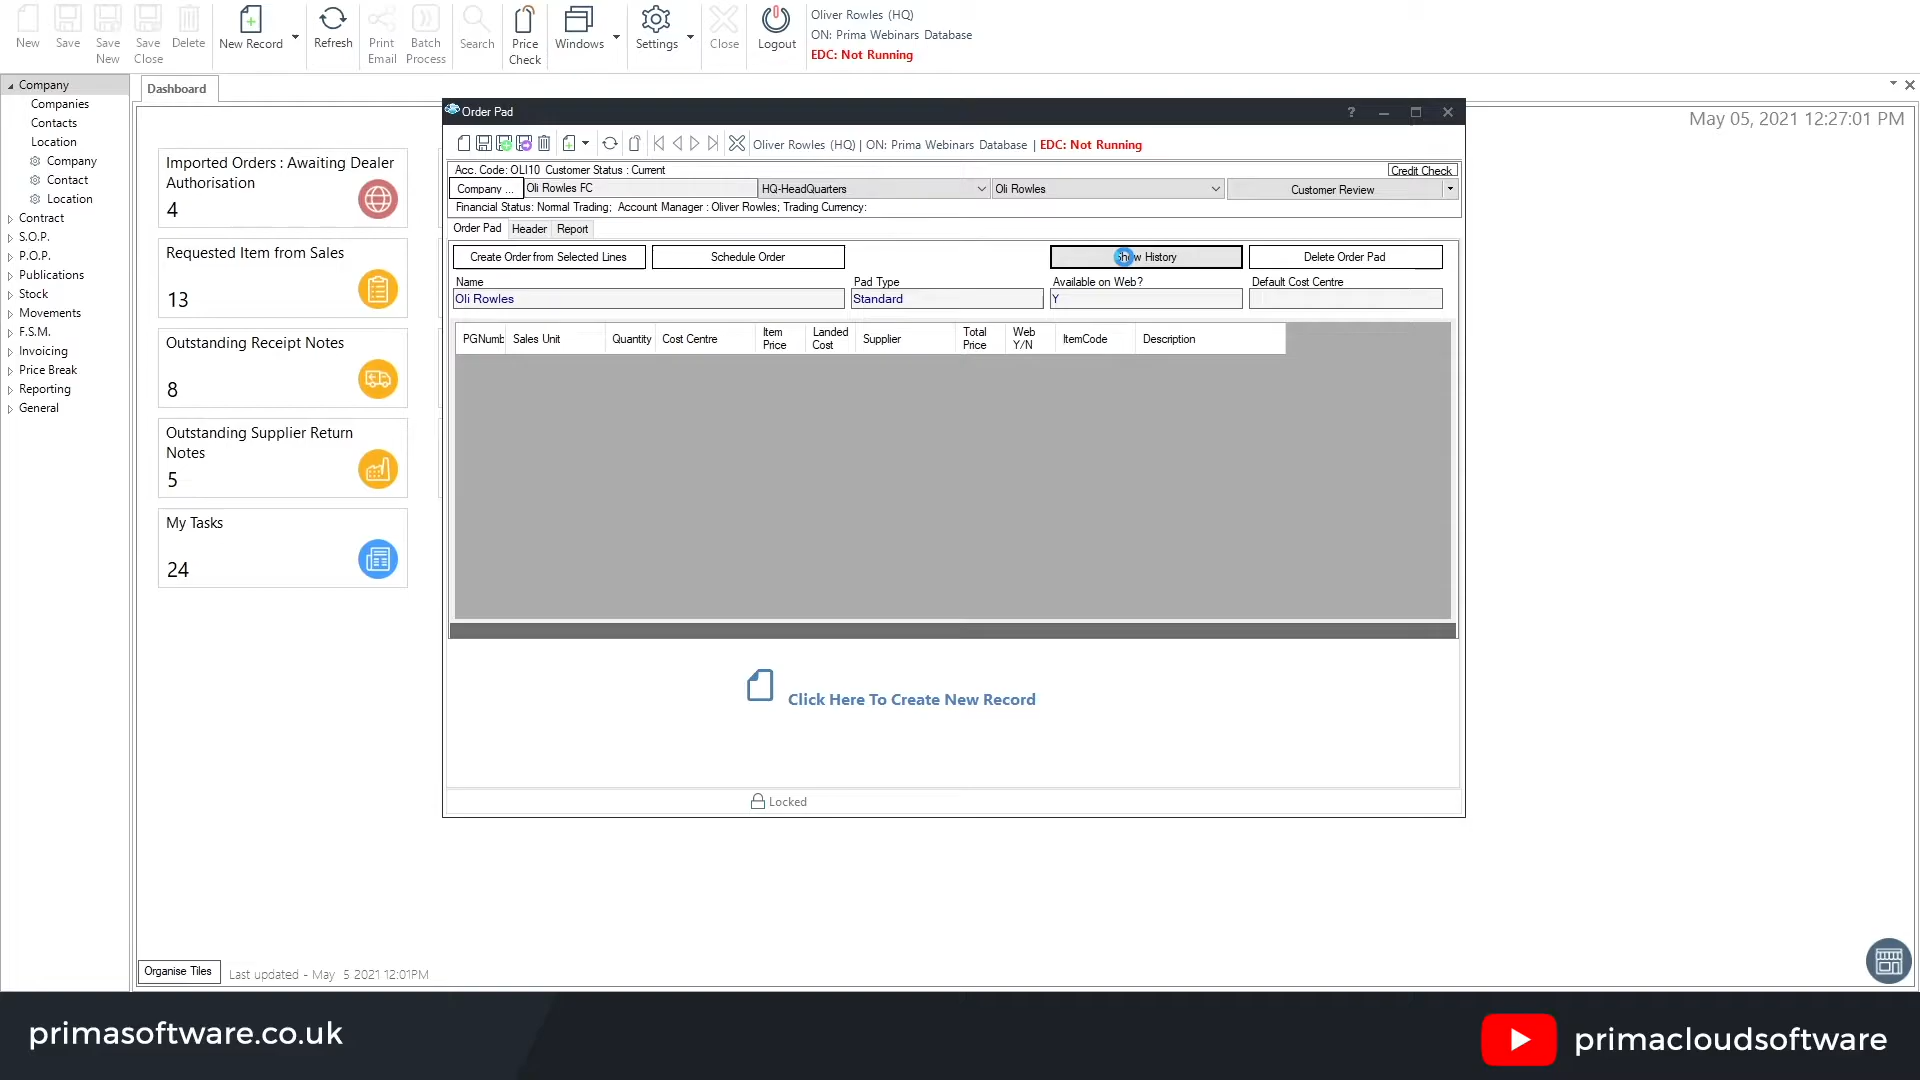 New
Save
Save New
Save Close
Delete
New Record
Refresh
Print Email
Batch Process
Search
Price Check
Windows
Settings
Close
Logout
Oliver Rowles (HQ)
ON: Prima Webinars Database
EDC: Not Running
Company
Companies
Contacts
Location
Company
Contact
Location
Contract
S.O.P.
P.O.P.
Publications
Stock
Movements
F.S.M.
Invoicing
Price Break
Reporting
General
Dashboard
May 05, 2021 12:27:01 PM
Imported Orders : Awaiting Dealer
Authorisation
4
Requested Item from Sales
13
Outstanding Receipt Notes
8
Outstanding Supplier Return
Notes
5
My Tasks
24
Order Pad
?
Oliver Rowles (HQ) | ON: Prima Webinars Database | EDC: Not Running
Acc. Code: OLI10 Customer Status : Current
Credit Check
Company ...
Oli Rowles FC
HQ-HeadQuarters
Oli Rowles
Customer Review
Financial Status: Normal Trading; Account Manager : Oliver Rowles; Trading Currency:
Order Pad
Header
Report
Create Order from Selected Lines
Schedule Order
Show History
Delete Order Pad
Name
Pad Type
Available on Web?
Default Cost Centre
Oli Rowles
Standard
Y
PGNumb
Sales Unit
Quantity
Cost Centre
Item Price
Landed Cost
Supplier
Total Price
Web Y/N
ItemCode
Description
Click Here To Create New Record
Locked
Organise Tiles
Last updated - May 5 2021 12:01PM
primasoftware.co.uk
primacloudsoftware